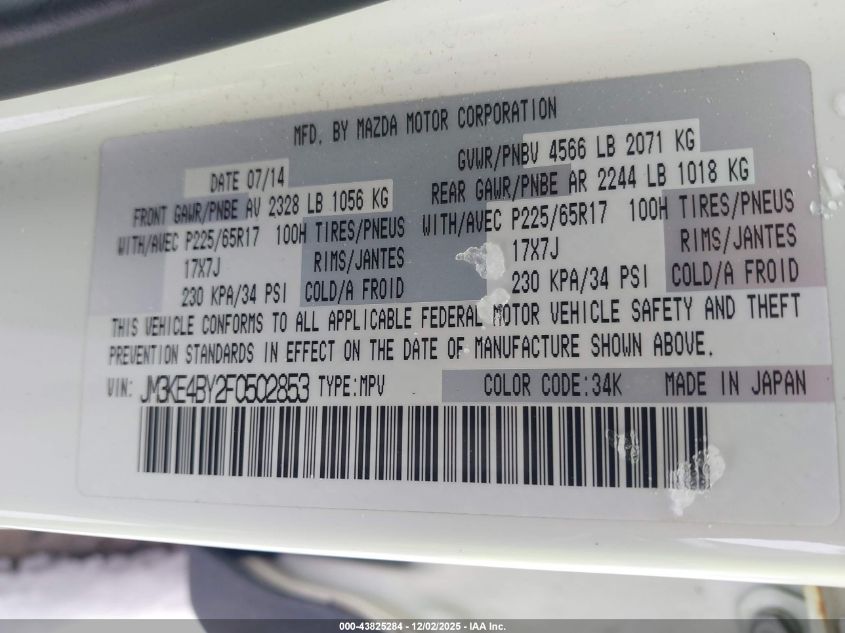 MFD. BY MAZDA MOTOR CORPORATION
DATE 07/14 GVWR/PNBV 4566 LB 2071 KG
FRONT GAWR/PNBE AV 2328 LB 1056 KG REAR GAWR/PNBE AR 2244 LB 1018 KG
WITH/AVEC P225/65R17 100H TIRES/PNEUS WITH/AVEC P225/65R17 100H TIRES/PNEUS
17X7J RIMS/JANTES 17X7J RIMS/JANTES
230 KPA/34 PSI COLD/A FROID 230 KPA/34 PSI COLD/A FROID
THIS VEHICLE CONFORMS TO ALL APPLICABLE FEDERAL MOTOR VEHICLE SAFETY AND THEFT
PREVENTION STANDARDS IN EFFECT ON THE DATE OF MANUFACTURE SHOWN ABOVE.
VIN: JM3KE4BY2F0502853 TYPE:MPV COLOR CODE:34K MADE IN JAPAN
000-43825284 - 12/02/2025 - IAA Inc.